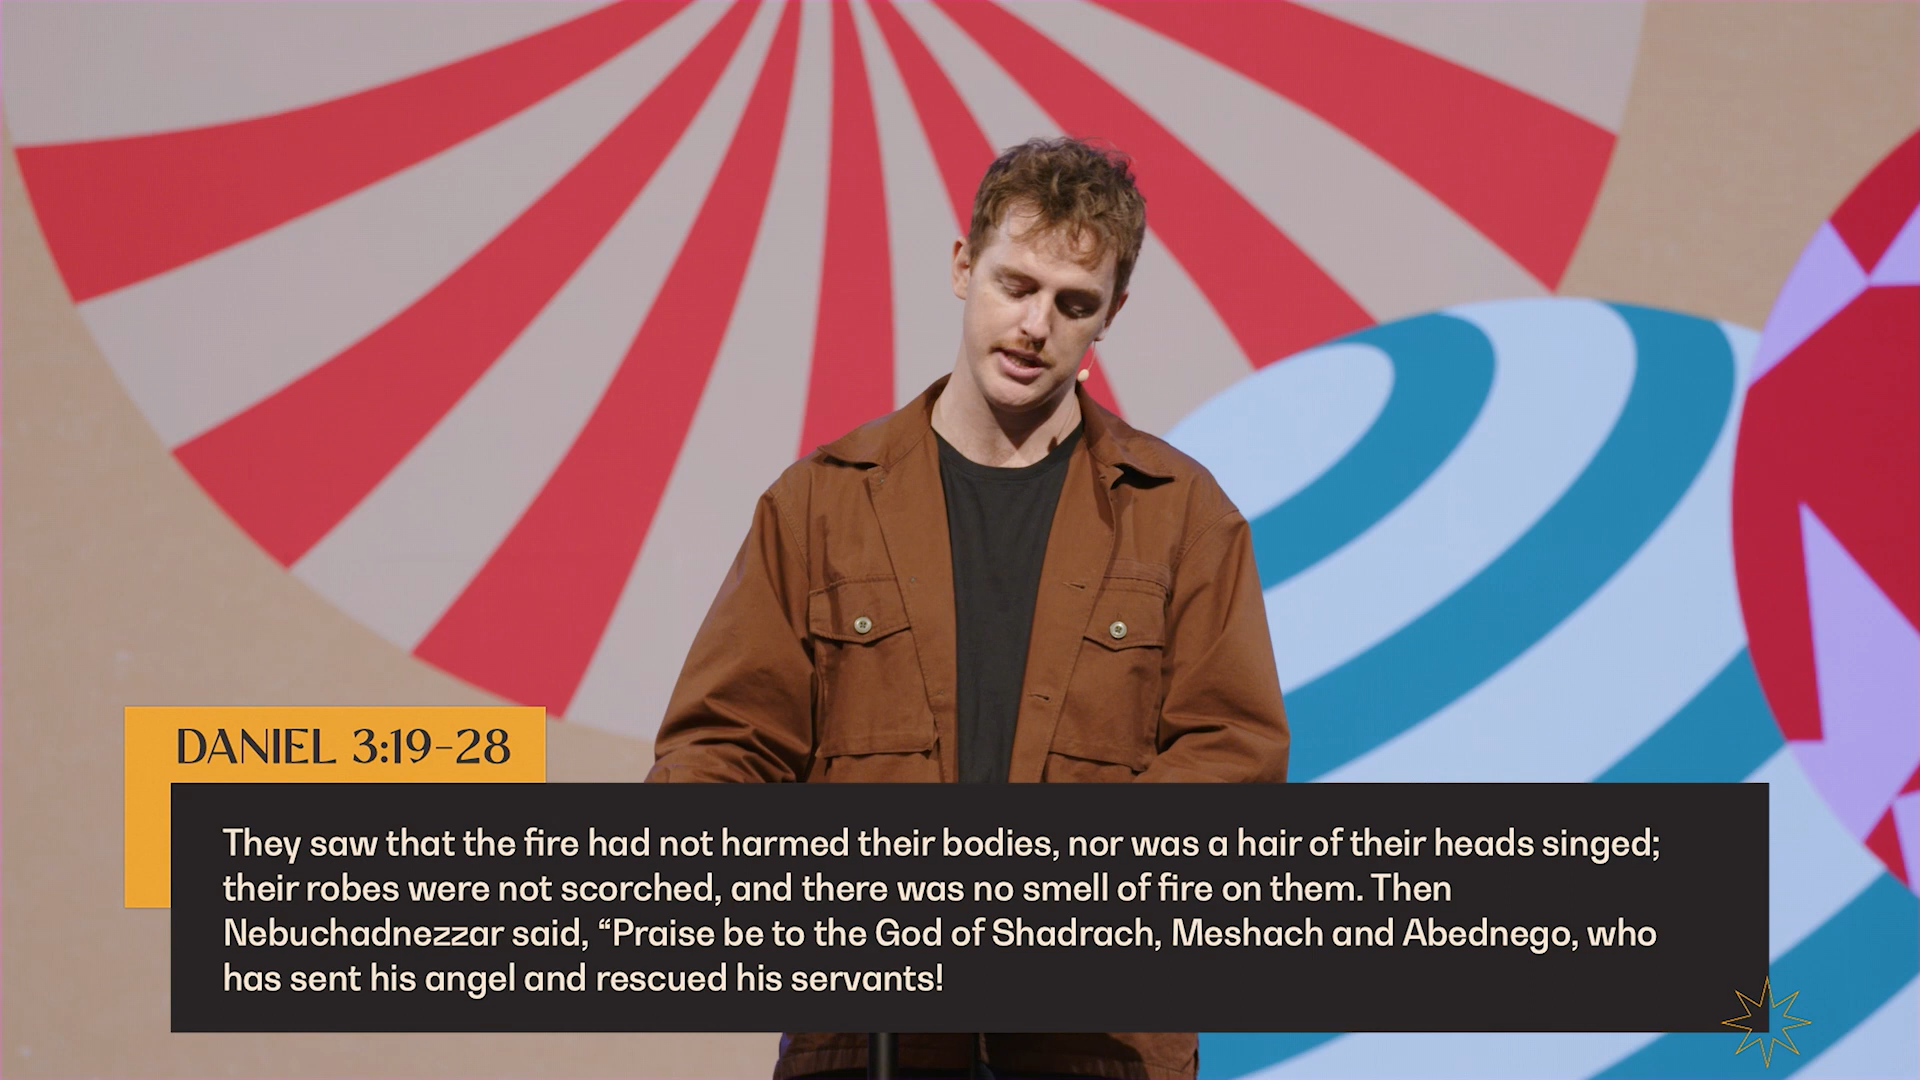 DANIEL 3:19-28
They saw that the fire had not harmed their bodies, nor was a hair of their heads singed;
their robes were not scorched, and there was no smell of fire on them. Then
Nebuchadnezzar said, “Praise be to the God of Shadrach, Meshach and Abednego, who
has sent his angel and rescued his servants!